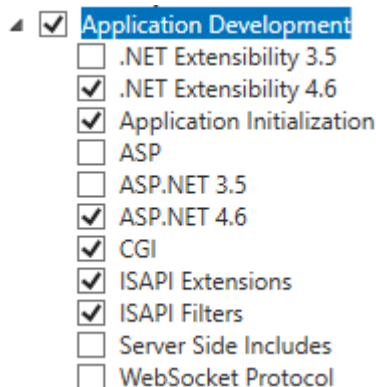 Application Development
.NET Extensibility 3.5
.NET Extensibility 4.6
Application Initialization
ASP
ASP.NET 3.5
ASP.NET 4.6
CGI
ISAPI Extensions
ISAPI Filters
Server Side Includes
WebSocket Protocol